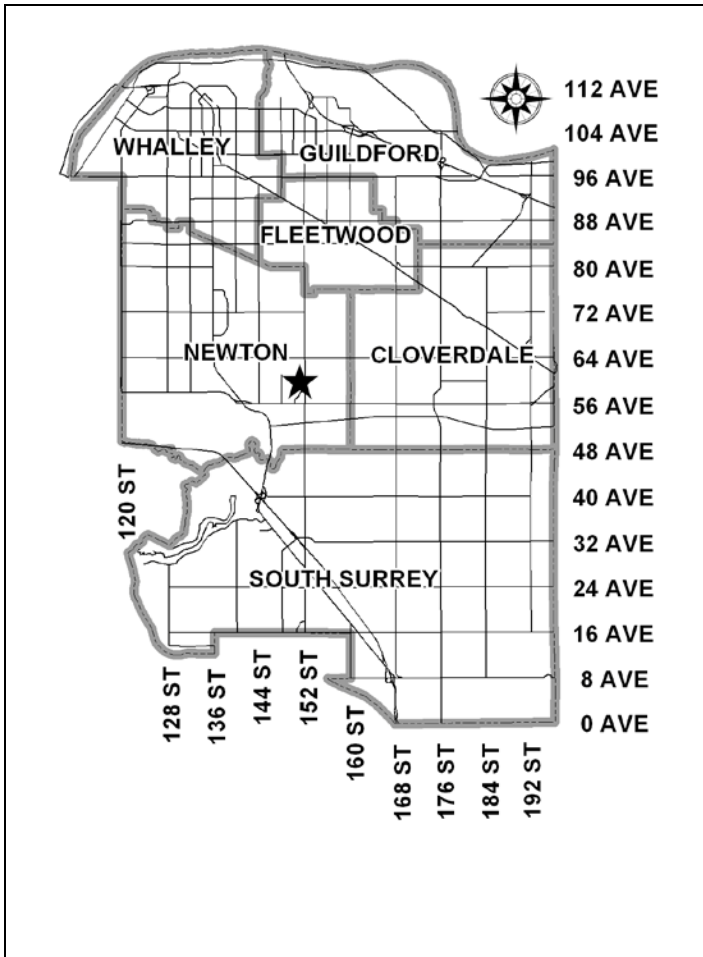 112 AVE
104 AVE
WHALLEY
GUILDFORD
96 AVE
88 AVE
FLEETWOOD
80 AVE
72 AVE
NEWTON
CLOVERDALE
64 AVE
56 AVE
48 AVE
120 ST
40 AVE
32 AVE
SOUTH SURREY
24 AVE
16 AVE
8 AVE
0 AVE
128 ST
136 ST
144 ST
152 ST
160 ST
168 ST
176 ST
184 ST
192 ST